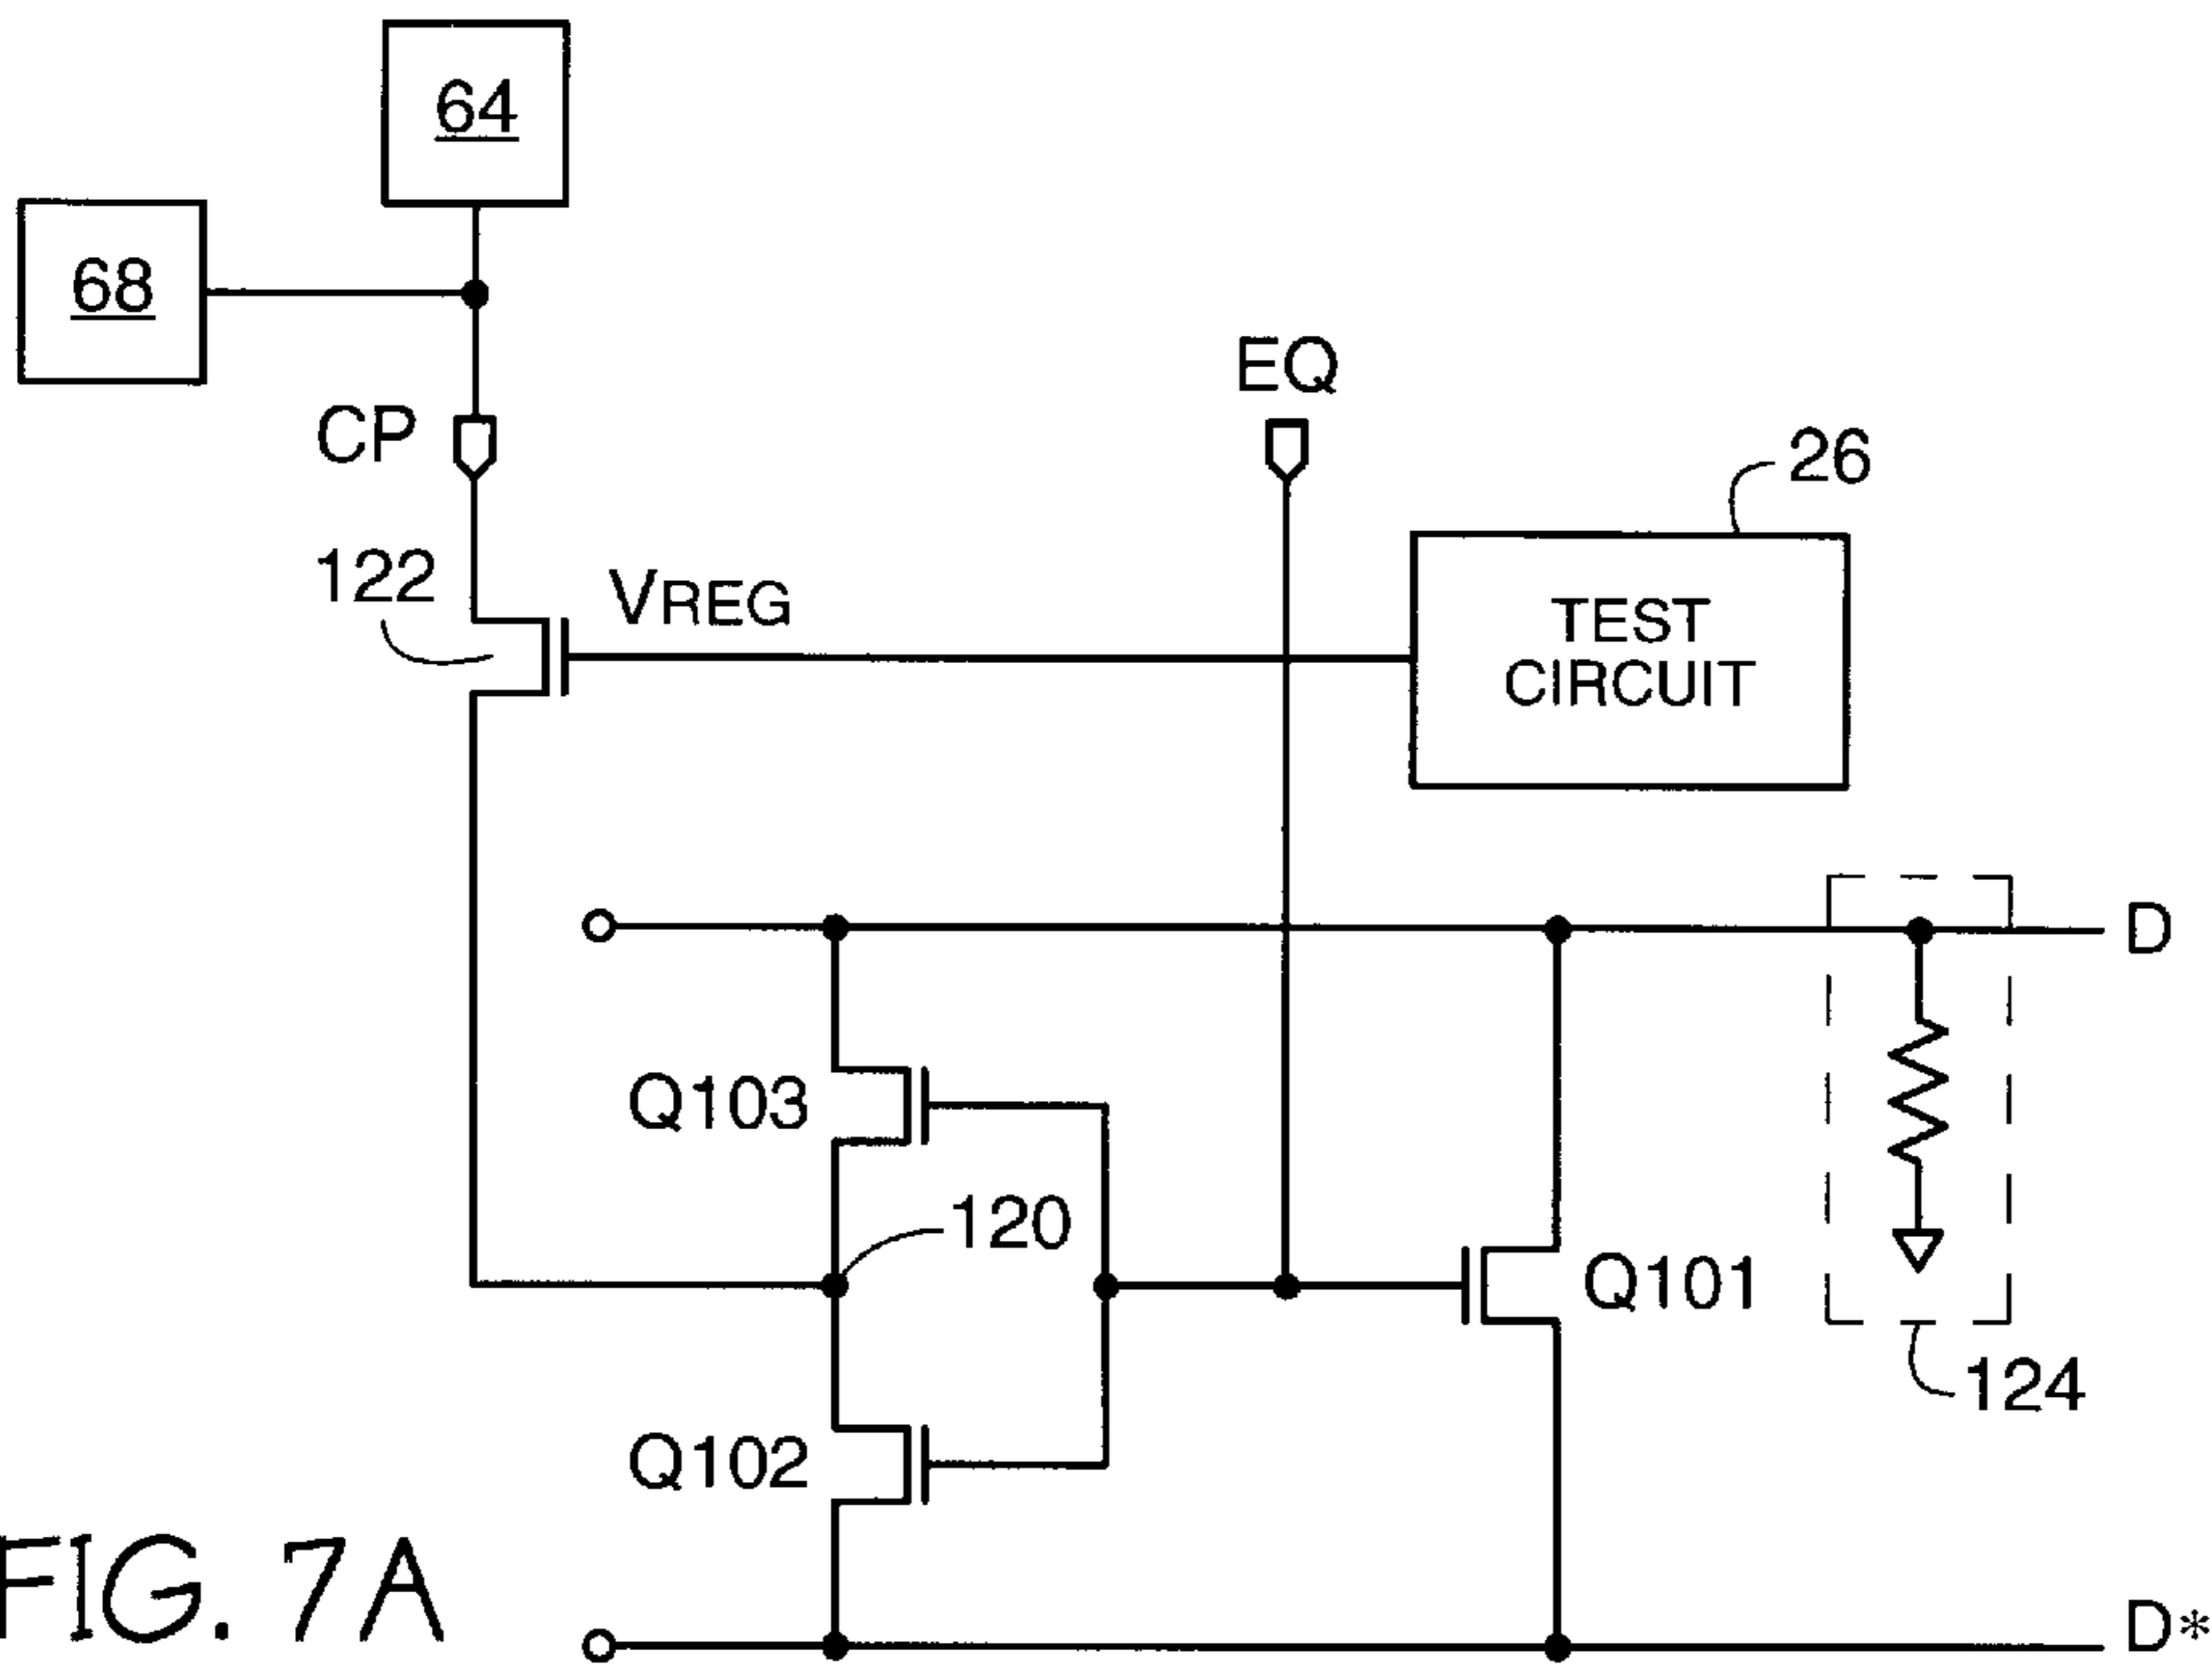 64
68
EQ
CP
26
122
VREG
TEST
CIRCUIT
D
Q103
120
Q101
124
Q102
FIG. 7A
D*